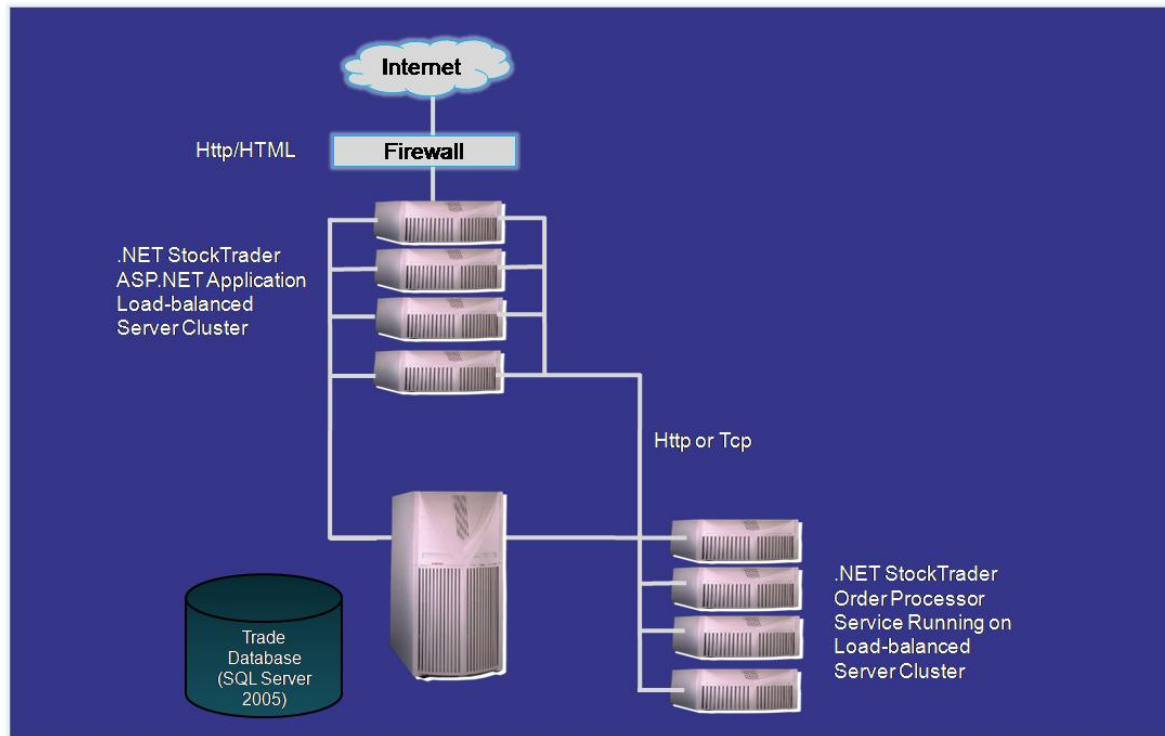 Internet
Http/HTML
Firewall
.NET StockTrader
ASP.NET Application
Load-balanced
Server Cluster
Http or Tcp
.NET StockTrader
Order Processor
Service Running on
Load-balanced
Server Cluster
Trade
Database
(SQL Server
2005)